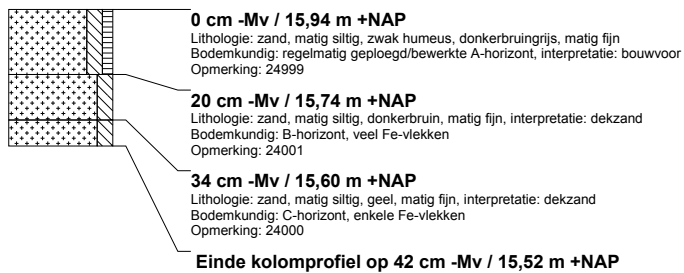 0 cm -Mv / 15,94 m +NAP
Lithologie: zand, matig siltig, zwak humeus, donkerbruingrijs, matig fijn
Bodemkundig: regelmatig geploegd/bewerkte A-horizont, interpretatie: bouwvoor
Opmerking: 24999
20 cm -Mv / 15,74 m +NAP
Lithologie: zand, matig siltig, donkerbruin, matig fijn, interpretatie: dekzand
Bodemkundig: B-horizont, veel Fe-vlekken
Opmerking: 24001
34 cm -Mv / 15,60 m +NAP
Lithologie: zand, matig siltig, geel, matig fijn, interpretatie: dekzand
Bodemkundig: C-horizont, enkele Fe-vlekken
Opmerking: 24000
Einde kolomprofiel op 42 cm -Mv / 15,52 m +NAP